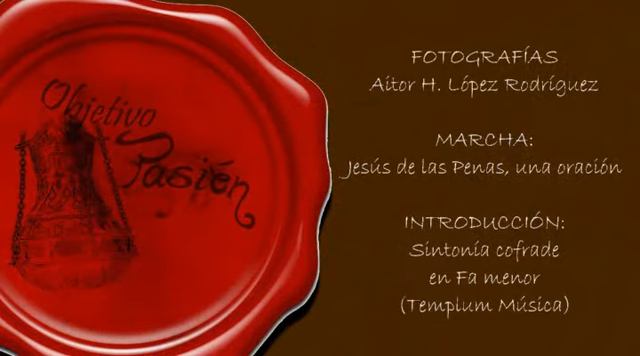 Objetivo
Pasión
FOTOGRAFÍAS
Aitor H. López Rodríguez
MARCHA:
Jesús de las Penas, una oración
INTRODUCCIÓN:
Sintonía cofrade
en Fa menor
(Templum Música)